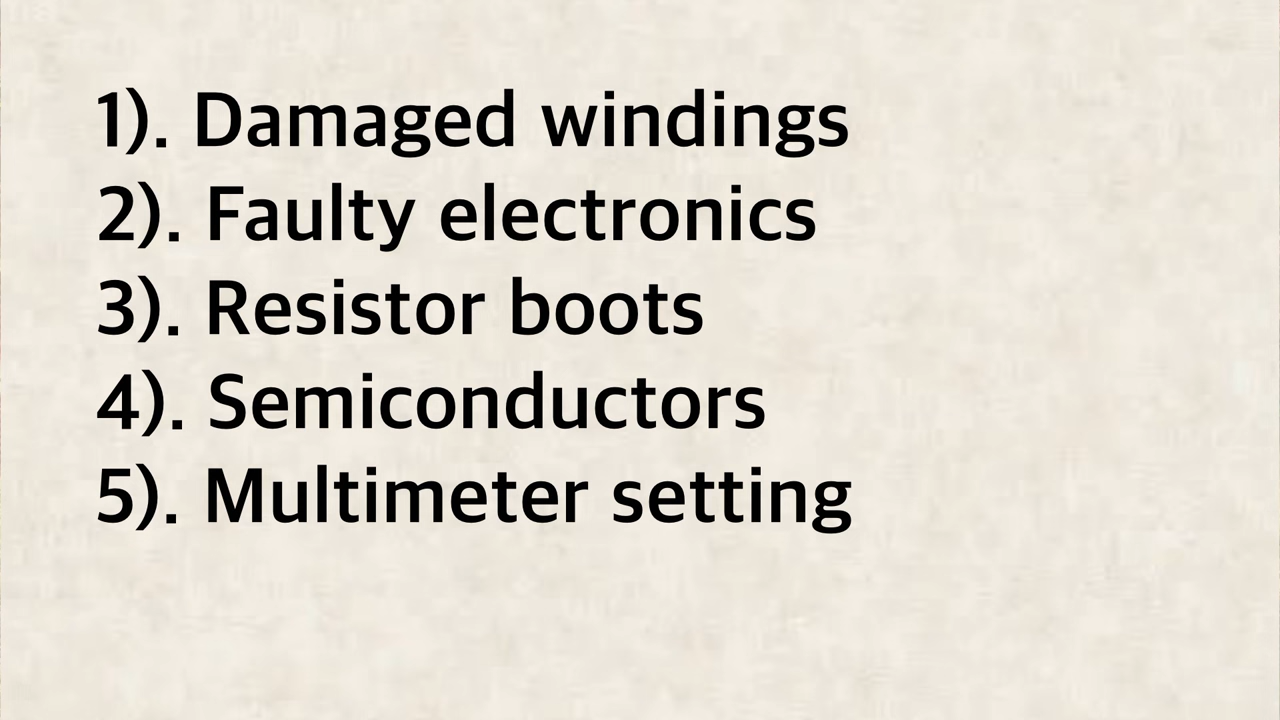 1). Damaged windings
2). Faulty electronics
3). Resistor boots
4). Semiconductors
5). Multimeter setting